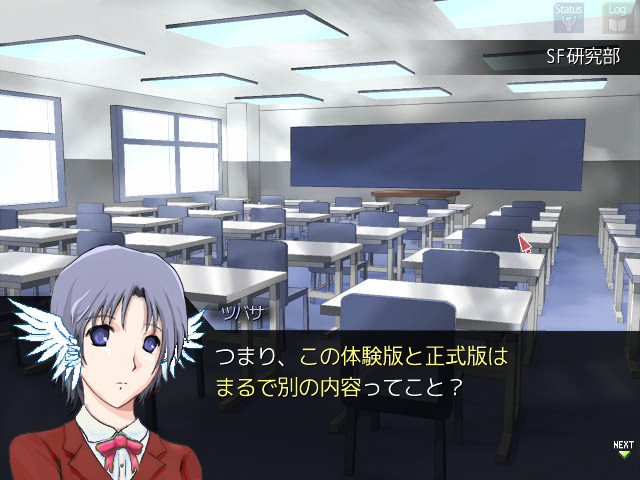 Status
Log
SF研究部
ツバサ
つまり、この体験版と正式版は
まるで別の内容ってこと？
NEXT